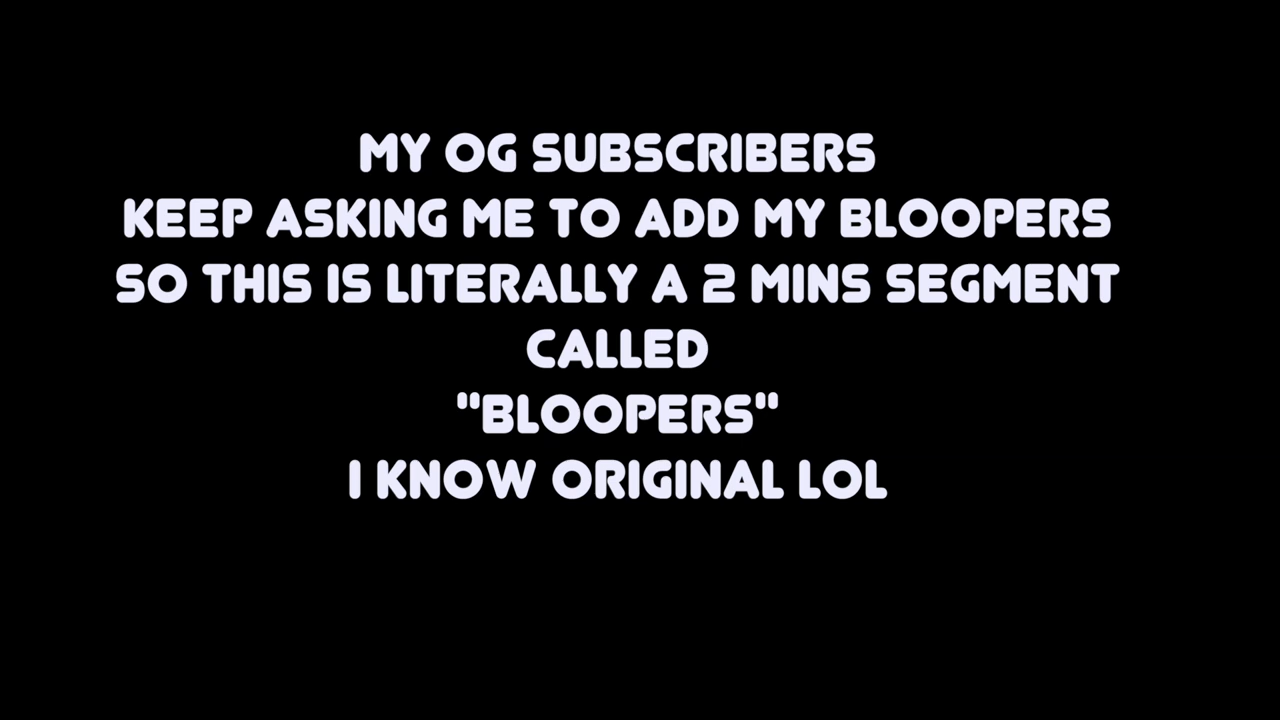 MY OG SUBSCRIBERS
KEEP ASKING ME TO ADD MY BLOOPERS
SO THIS IS LITERALLY A 2 MINS SEGMENT
CALLED
"BLOOPERS"
I KNOW ORIGINAL LOL